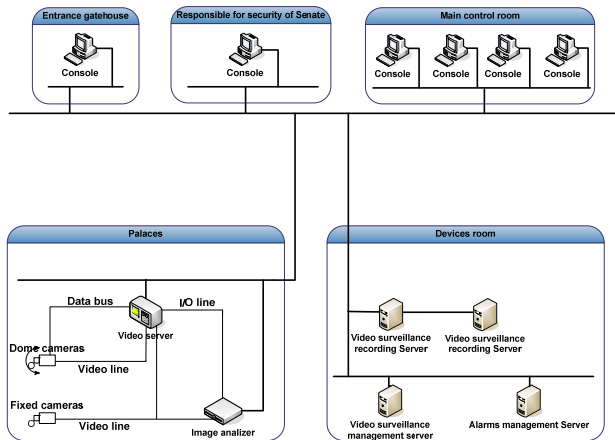 Entrance gatehouse
Responsible for security of Senate
Main control room
Console
Console
Console
Console
Console
Console
Palaces
Devices room
Data bus
I/O line
Video server
Dome cameras
Video line
Fixed cameras
Video line
Image analizer
Video surveillance
recording Server
Video surveillance
recording Server
Video surveillance
management server
Alarms management Server